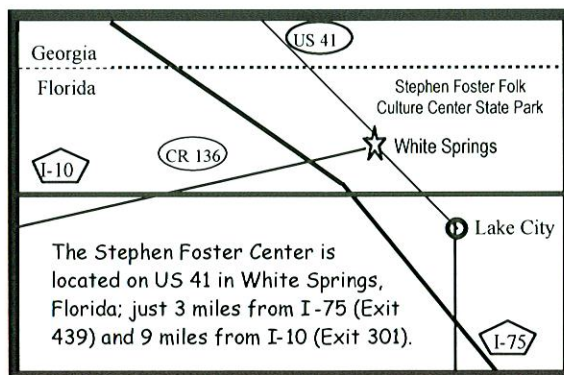 US 41
Georgia
Florida
Stephen Foster Folk
Culture Center State Park
White Springs
CR 136
I-10
Lake City
The Stephen Foster Center is
located on US 41 in White Springs,
Florida; just 3 miles from I-75 (Exit
439) and 9 miles from I-10 (Exit 301).
I-75